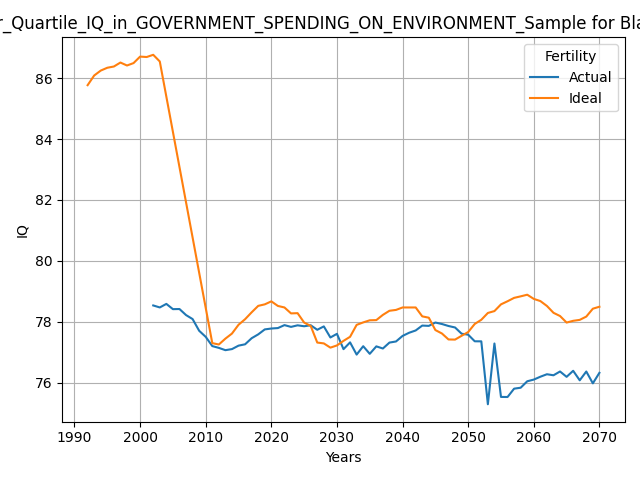 r_Quartile_IQ_in_GOVERNMENT_SPENDING_ON_ENVIRONMENT_Sample for Bla
Fertility
Actual
Ideal
IQ
86
84
82
80
78
76
1990 2000 2010 2020 2030 2040 2050 2060 2070
Years